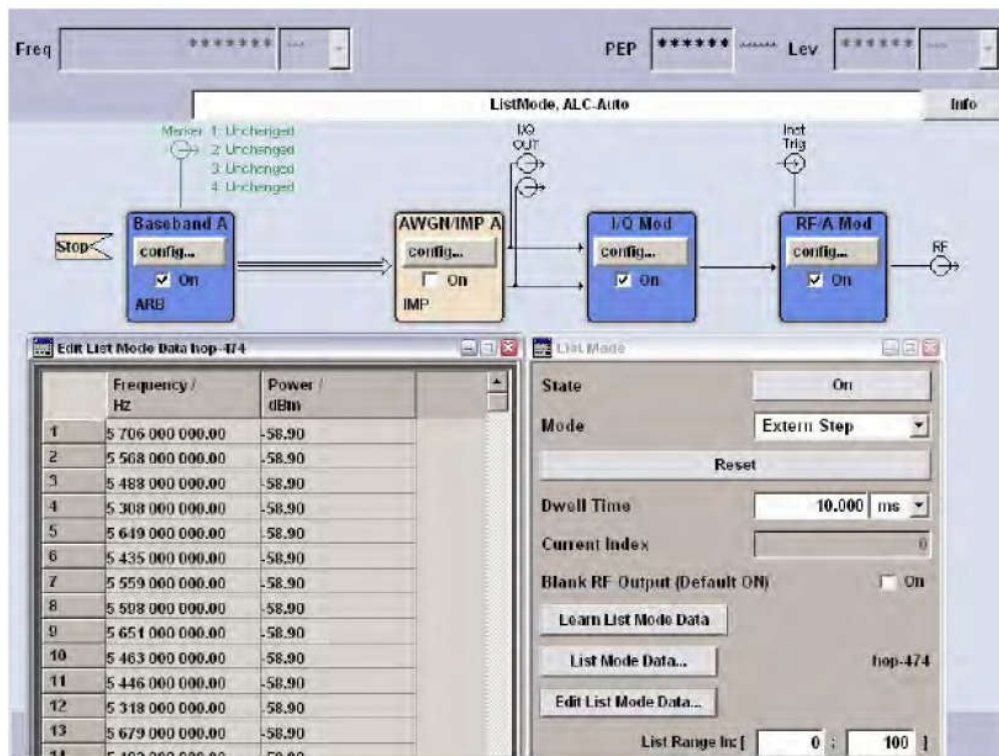 Freq ******* --- PEP ****** ----- Lev ****** ---
ListMode, ALC-Auto Info
Marker 1: Unchanged
2: Unchanged
3: Unchanged
4: Unchanged
I/Q
OUT
Inst
Trig
Stop
Baseband A
config...
On
ARB
AWGN/IMP A
config...
On
IMP
I/Q Mod
config...
On
RF/A Mod
config...
On
RF
Edit List Mode Data hop-474
Frequency / Hz Power / dBm
1 5 706 000 000.00 -58.90
2 5 568 000 000.00 -58.90
3 5 488 000 000.00 -58.90
4 5 308 000 000.00 -58.90
5 5 649 000 000.00 -58.90
6 5 435 000 000.00 -58.90
7 5 559 000 000.00 -58.90
8 5 598 000 000.00 -58.90
9 5 651 000 000.00 -58.90
10 5 463 000 000.00 -58.90
11 5 446 000 000.00 -58.90
12 5 318 000 000.00 -58.90
13 5 679 000 000.00 -58.90
List Mode
State On
Mode Extern Step
Reset
Dwell Time 10.000 ms
Current Index 0
Blank RF Output (Default ON) On
Learn List Mode Data
List Mode Data... hop-474
Edit List Mode Data...
List Range In: [ 0 : 100 ]